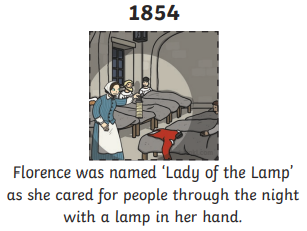 1854
Florence was named ‘Lady of the Lamp’
as she cared for people through the night
with a lamp in her hand.